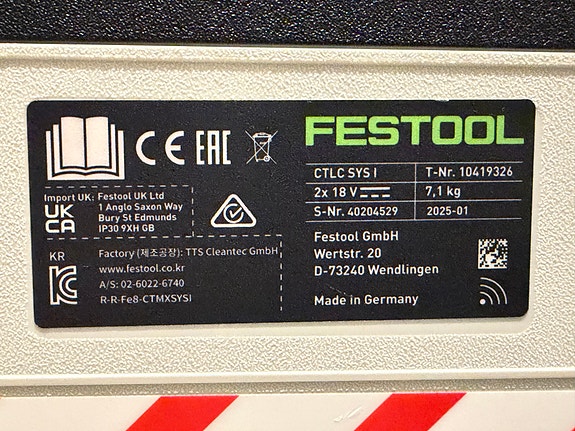 FESTOOL
CE EAC
CTLC SYS I T-Nr. 10419326
2x 18 V 7,1 kg
S-Nr. 40204529 2025-01
Import UK: Festool UK Ltd
1 Anglo Saxon Way
Bury St Edmunds
IP30 9XH GB
UK
CA
Festool GmbH
Wertstr. 20
D-73240 Wendlingen
Made in Germany
KR
Factory (제조공장): TTS Cleantec GmbH
www.festool.co.kr
A/S: 02-6022-6740
R-R-Fe8-CTMXSYSI